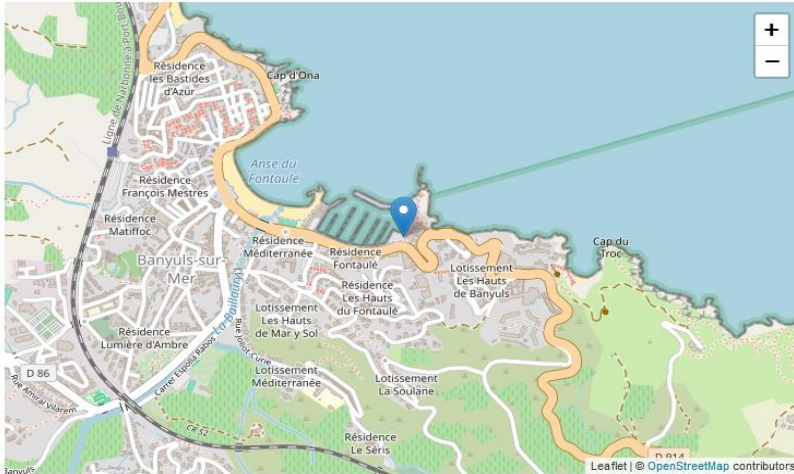 +
−
Résidence
les Bastides
d'Azur
Cap d'Ona
Ligne de Narbonne à Port-Bou
Anse du
Fontaulé
Résidence
François Mestres
Résidence
Matiffoc
Banyuls-sur-
Mer
Résidence
Méditerranée
Résidence
Fontaulé
Cap du
Troc
Lotissement
Les Hauts
de Banyuls
Résidence
Les Hauts
du Fontaulé
Lotissement
Les Hauts
de Mar y Sol
La Baillaury
Rue Joliot Curie
Résidence
Lumière d'Ambre
Carrer Espolla Rabos
D 86
Rue Amiral Vilarem
Lotissement
Méditerranée
Lotissement
La Soulane
CR 52
Résidence
Le Séris
Banyuls
D 914
Leaflet | © OpenStreetMap contributors